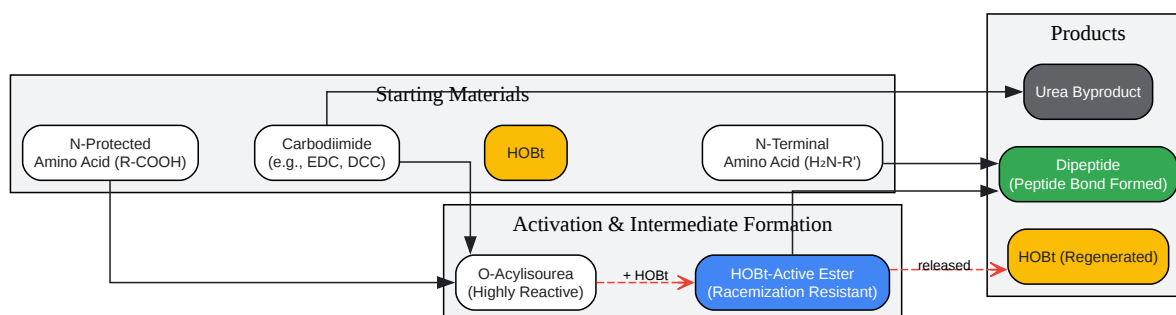 Products
Urea Byproduct
Starting Materials
N-Protected
Amino Acid (R-COOH)
Carbodiimide
(e.g., EDC, DCC)
HOBt
N-Terminal
Amino Acid (H₂N-R')
Dipeptide
(Peptide Bond Formed)
Activation & Intermediate Formation
O-Acylisourea
(Highly Reactive)
+ HOBt
HOBt-Active Ester
(Racemization Resistant)
released
HOBt (Regenerated)